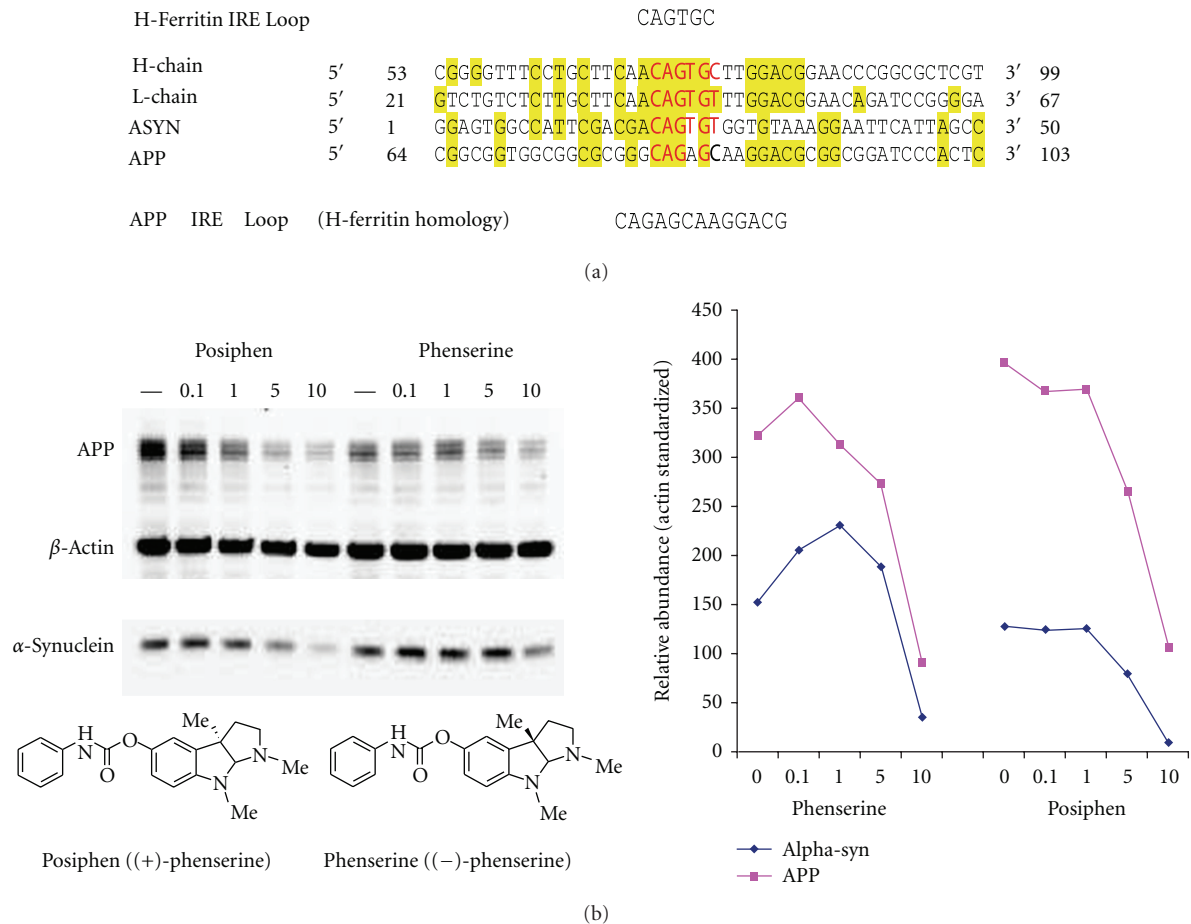 H-Ferritin IRE Loop CAGTGC
H-chain 5′ 53 CGGGGTTTCCTGCTTCAACAGTGCTTGGACGGAACCCGGCGCTCGT 3′ 99
L-chain 5′ 21 GTCTGTCTCTTGCTTCAACAGTGTTTGGACGGAACAGATCCGGGGA 3′ 67
ASYN 5′ 1 GGAGTGGCCATTCGACGACAGTGTGGTGTAAAGGAATTCATTAGCC 3′ 50
APP 5′ 64 CGGCGGTGGCGGCGCGGGCAGAGCAAGGACGCGGCGGATCCCACTC 3′ 103
APP IRE Loop (H-ferritin homology) CAGAGCAAGGACG
(a)
Posiphen Phenserine
— 0.1 1 5 10 — 0.1 1 5 10
APP
β-Actin
α-Synuclein
H
N
O
O
Me
N
Me
N
Me
H
N
O
O
Me
N
Me
N
Me
Posiphen ((+)-phenserine) Phenserine ((−)-phenserine)
Relative abundance (actin standardized)
450
400
350
300
250
200
150
100
50
0
0 0.1 1 5 10 0 0.1 1 5 10
Phenserine Posiphen
Alpha-syn
APP
(b)